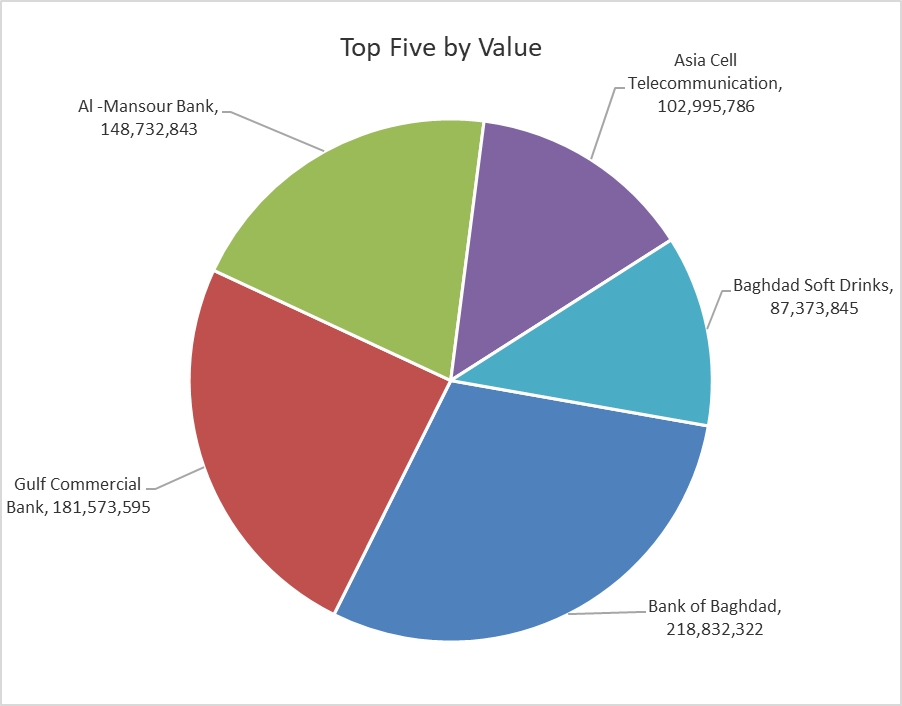 Top Five by Value
Asia Cell
Telecommunication,
102,995,786
Al -Mansour Bank,
148,732,843
Baghdad Soft Drinks,
87,373,845
Gulf Commercial
Bank, 181,573,595
Bank of Baghdad,
218,832,322